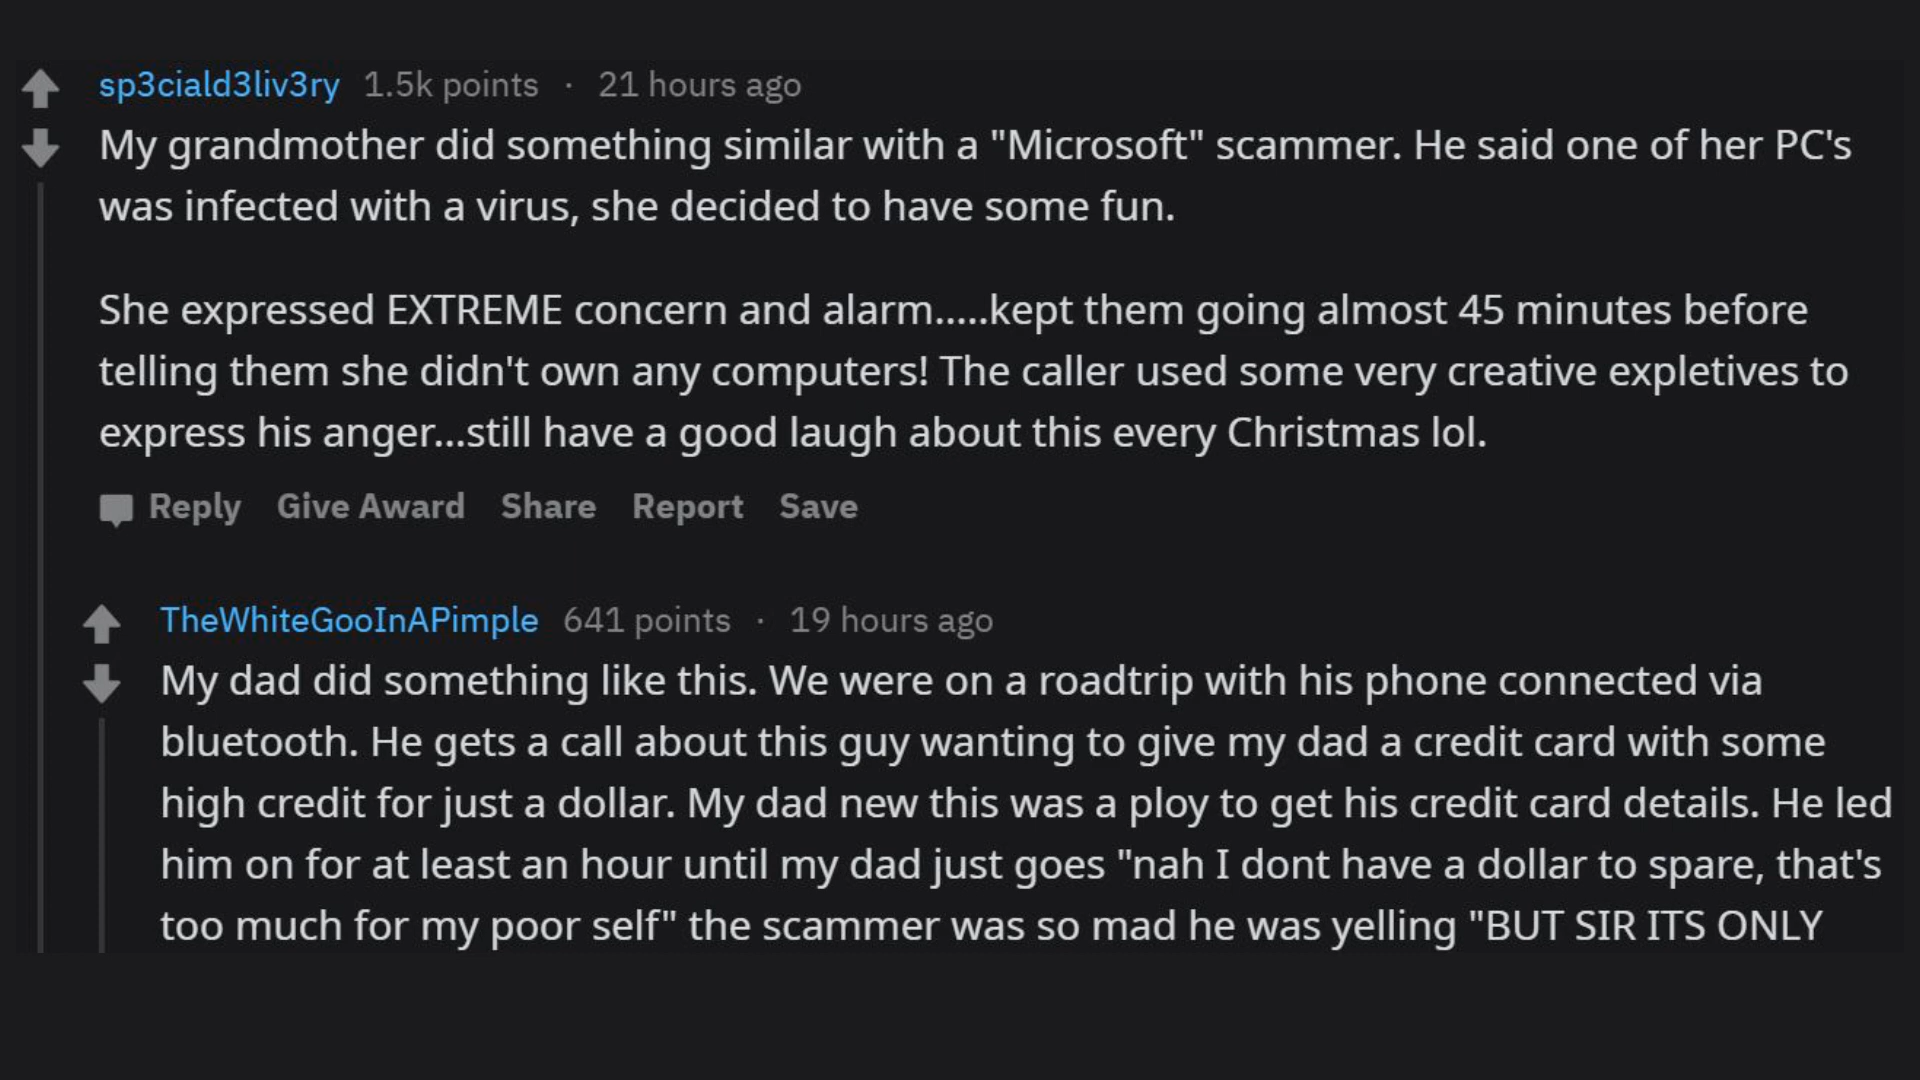 sp3ciald3liv3ry 1.5k points · 21 hours ago
My grandmother did something similar with a "Microsoft" scammer. He said one of her PC's
was infected with a virus, she decided to have some fun.
She expressed EXTREME concern and alarm.....kept them going almost 45 minutes before
telling them she didn't own any computers! The caller used some very creative expletives to
express his anger...still have a good laugh about this every Christmas lol.
Reply Give Award Share Report Save
TheWhiteGooInAPimple 641 points · 19 hours ago
My dad did something like this. We were on a roadtrip with his phone connected via
bluetooth. He gets a call about this guy wanting to give my dad a credit card with some
high credit for just a dollar. My dad new this was a ploy to get his credit card details. He led
him on for at least an hour until my dad just goes "nah I dont have a dollar to spare, that's
too much for my poor self" the scammer was so mad he was yelling "BUT SIR ITS ONLY